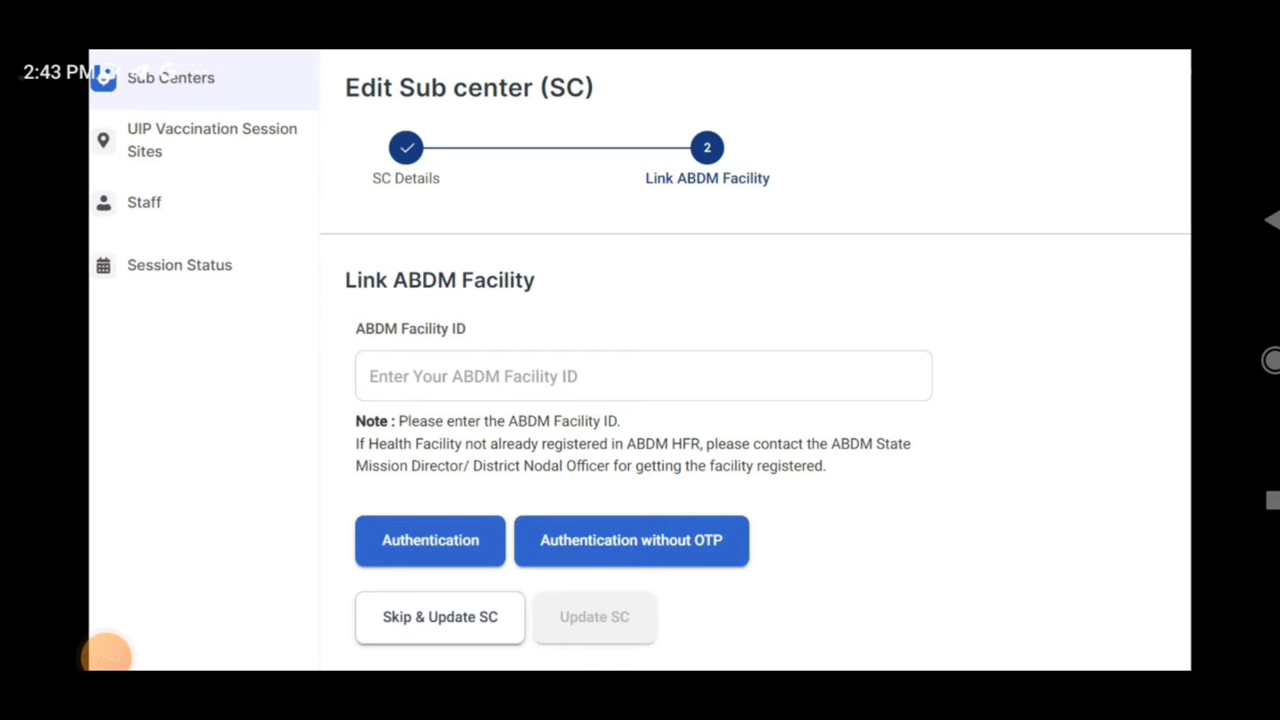 2:43 PM
Sub Centers
UIP Vaccination Session
Sites
Staff
Session Status
Edit Sub center (SC)
2
SC Details
Link ABDM Facility
Link ABDM Facility
ABDM Facility ID
Enter Your ABDM Facility ID
Note : Please enter the ABDM Facility ID.
If Health Facility not already registered in ABDM HFR, please contact the ABDM State
Mission Director/ District Nodal Officer for getting the facility registered.
Authentication
Authentication without OTP
Skip & Update SC
Update SC